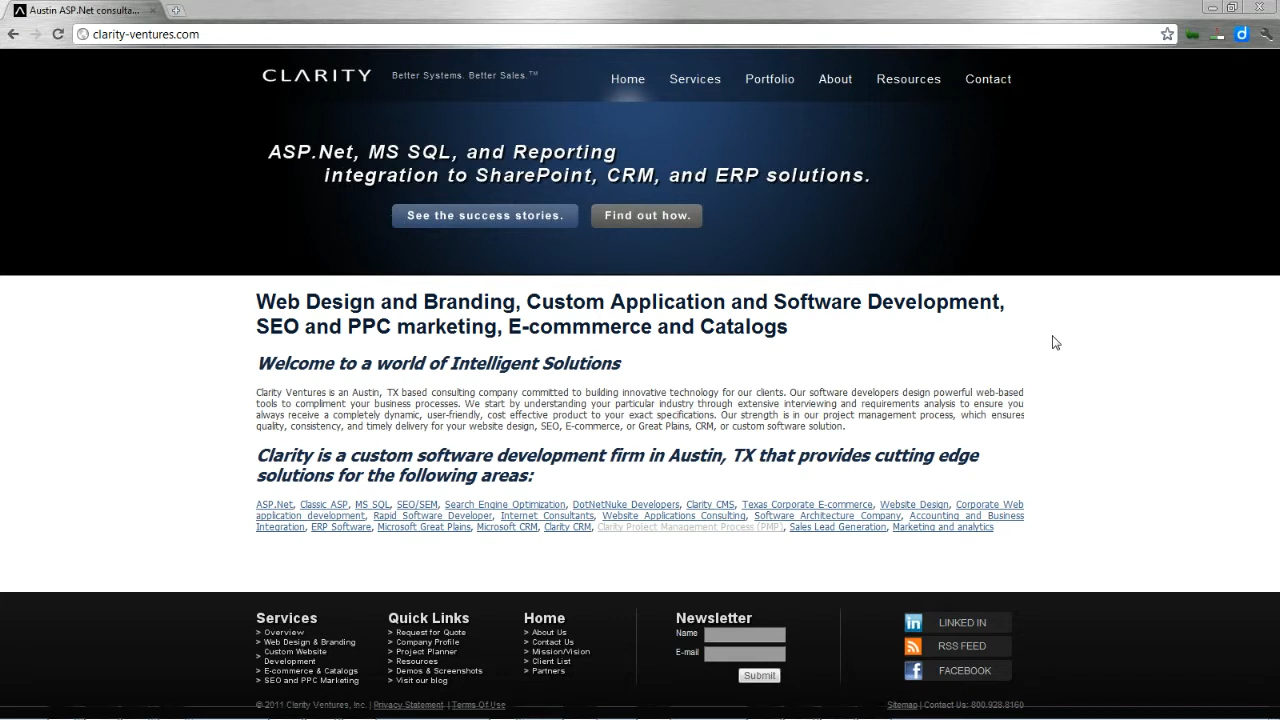 Austin ASP.Net consulta...
clarity-ventures.com
CLARITY
Better Systems. Better Sales.™
Home Services Portfolio About Resources Contact
ASP.Net, MS SQL, and Reporting
integration to SharePoint, CRM, and ERP solutions.
See the success stories. Find out how.
Web Design and Branding, Custom Application and Software Development,
SEO and PPC marketing, E-commmerce and Catalogs
Welcome to a world of Intelligent Solutions
Clarity Ventures is an Austin, TX based consulting company committed to building innovative technology for our clients. Our software developers design powerful web-based
tools to compliment your business processes. We start by understanding your particular industry through extensive interviewing and requirements analysis to ensure you
always receive a completely dynamic, user-friendly, cost effective product to your exact specifications. Our strength is in our project management process, which ensures
quality, consistency, and timely delivery for your website design, SEO, E-commerce, or Great Plains, CRM, or custom software solution.
Clarity is a custom software development firm in Austin, TX that provides cutting edge
solutions for the following areas:
ASP.Net, Classic ASP, MS SQL, SEO/SEM, Search Engine Optimization, DotNetNuke Developers, Clarity CMS, Texas Corporate E-commerce, Website Design, Corporate Web
application development, Rapid Software Developer, Internet Consultants, Website Applications Consulting, Software Architecture Company, Accounting and Business
Integration, ERP Software, Microsoft Great Plains, Microsoft CRM, Clarity CRM, Clarity Project Management Process (PMP), Sales Lead Generation, Marketing and analytics
Services
> Overview
> Web Design & Branding
> Custom Website
Development
> E-commerce & Catalogs
> SEO and PPC Marketing
Quick Links
> Request for Quote
> Company Profile
> Project Planner
> Resources
> Demos & Screenshots
> Visit our blog
Home
> About Us
> Contact Us
> Mission/Vision
> Client List
> Partners
Newsletter
Name
E-mail
Submit
LINKED IN
RSS FEED
FACEBOOK
© 2011 Clarity Ventures, Inc. | Privacy Statement | Terms Of Use
Sitemap | Contact Us: 800.928.8160